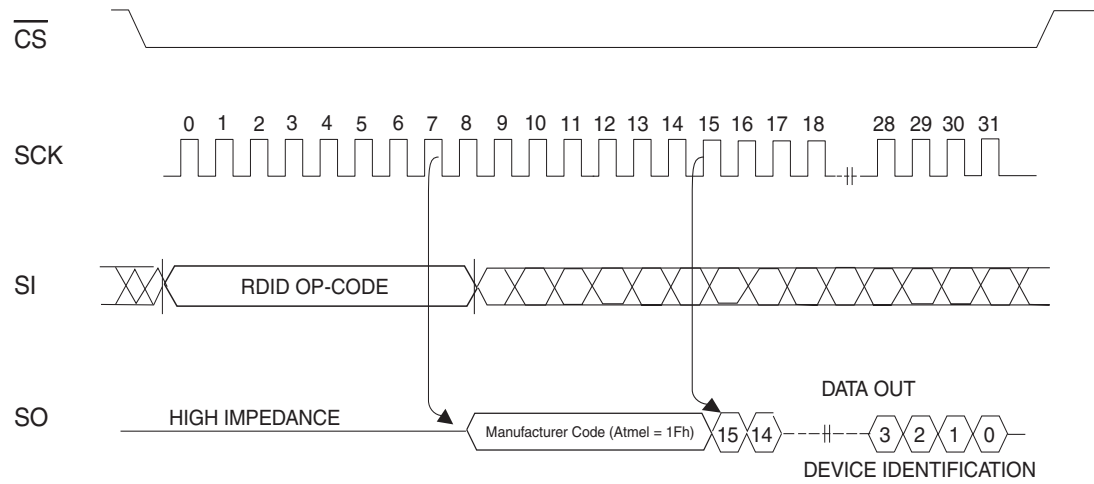 CS
0 1 2 3 4 5 6 7 8 9 10 11 12 13 14 15 16 17 18 28 29 30 31
SCK
SI
RDID OP-CODE
DATA OUT
SO
HIGH IMPEDANCE
Manufacturer Code (Atmel = 1Fh)
15 14 3 2 1 0
DEVICE IDENTIFICATION